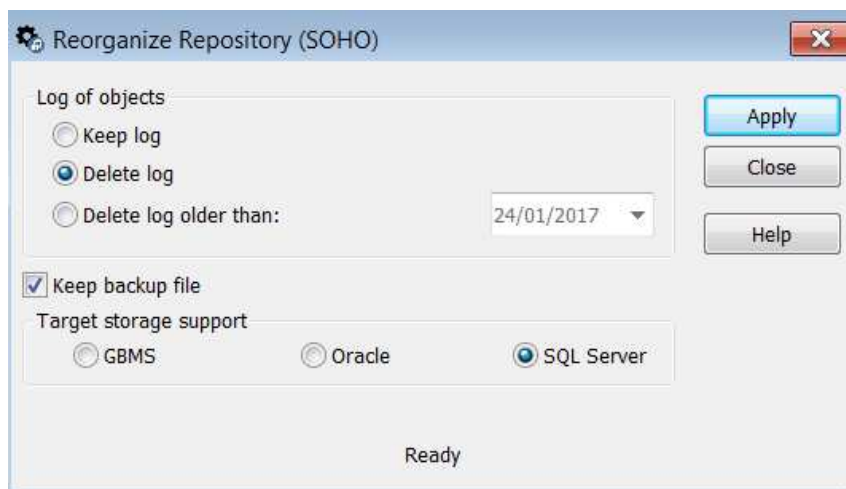 Reorganize Repository (SOHO)
Log of objects
Keep log
Delete log
Delete log older than: 24/01/2017
Keep backup file
Target storage support
GBMS Oracle SQL Server
Ready
Apply
Close
Help